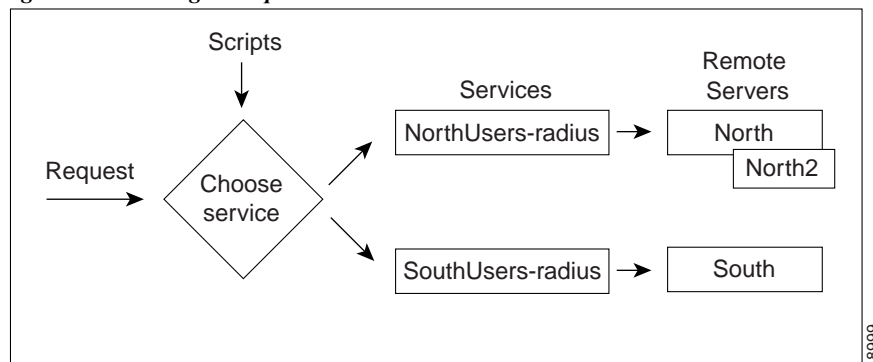 Scripts
Remote
Servers
Services
NorthUsers-radius
North
North2
Request
Choose
service
SouthUsers-radius
South